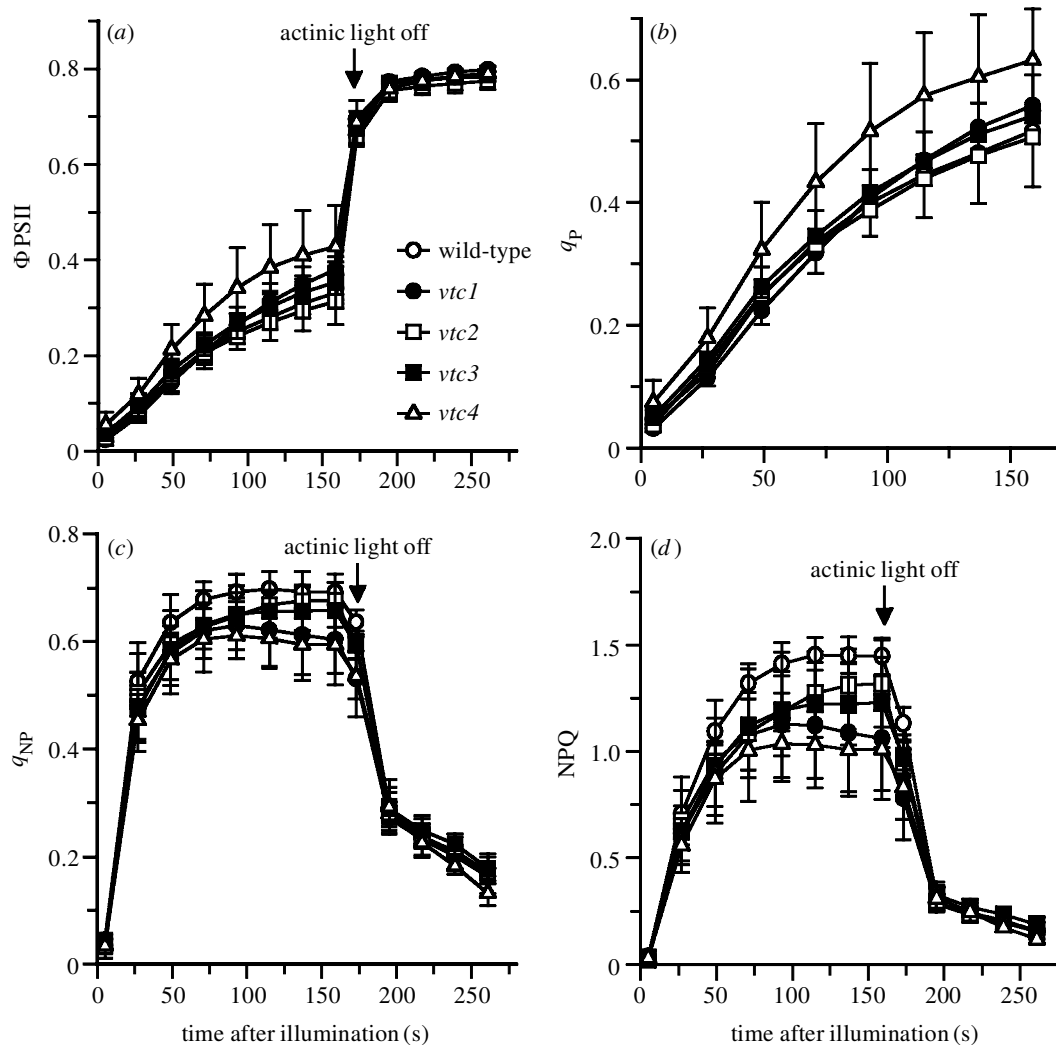 (a)
actinic light off
0.8
0.6
0.4
0.2
0
Φ PSII
wild-type
vtc1
vtc2
vtc3
vtc4
0 50 100 150 200 250
(b)
0.6
0.4
0.2
0
qP
0 50 100 150
(c)
actinic light off
0.8
0.6
0.4
0.2
0
qNP
0 50 100 150 200 250
time after illumination (s)
(d)
actinic light off
2.0
1.5
1.0
0.5
0
NPQ
0 50 100 150 200 250
time after illumination (s)